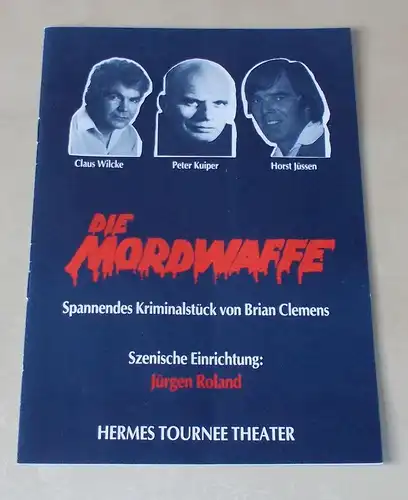 Claus Wilcke Peter Kuiper Horst Jüssen
DIE
MORDWAFFE
Spannendes Kriminalstück von Brian Clemens
Szenische Einrichtung:
Jürgen Roland
HERMES TOURNEE THEATER